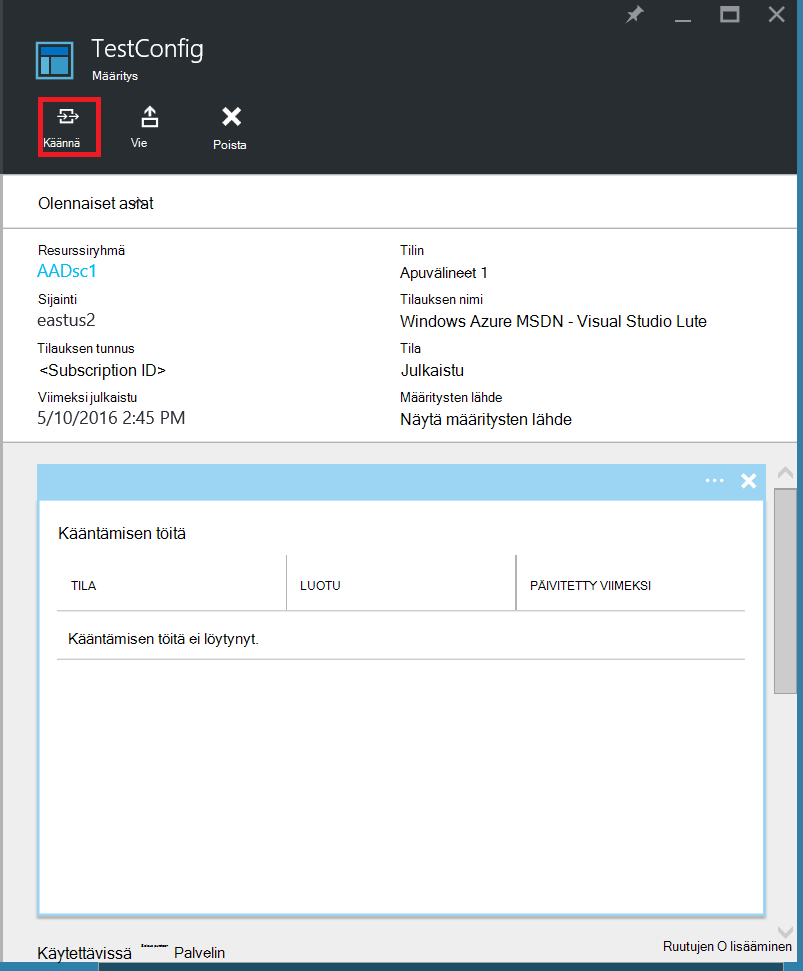 TestConfig
Määritys
Käännä
Vie
Poista
Olennaiset asiat
Resurssiryhmä
AADsc1
Tilin
Apuvälineet 1
Sijainti
eastus2
Tilauksen nimi
Windows Azure MSDN - Visual Studio Lute
Tilauksen tunnus
<Subscription ID>
Tila
Julkaistu
Viimeksi julkaistu
5/10/2016 2:45 PM
Määritysten lähde
Näytä määritysten lähde
Kääntämisen töitä
TILA
LUOTU
PÄIVITETTY VIIMEKSI
Kääntämisen töitä ei löytynyt.
Käytettävissä
Palvelin
Ruutujen O lisääminen